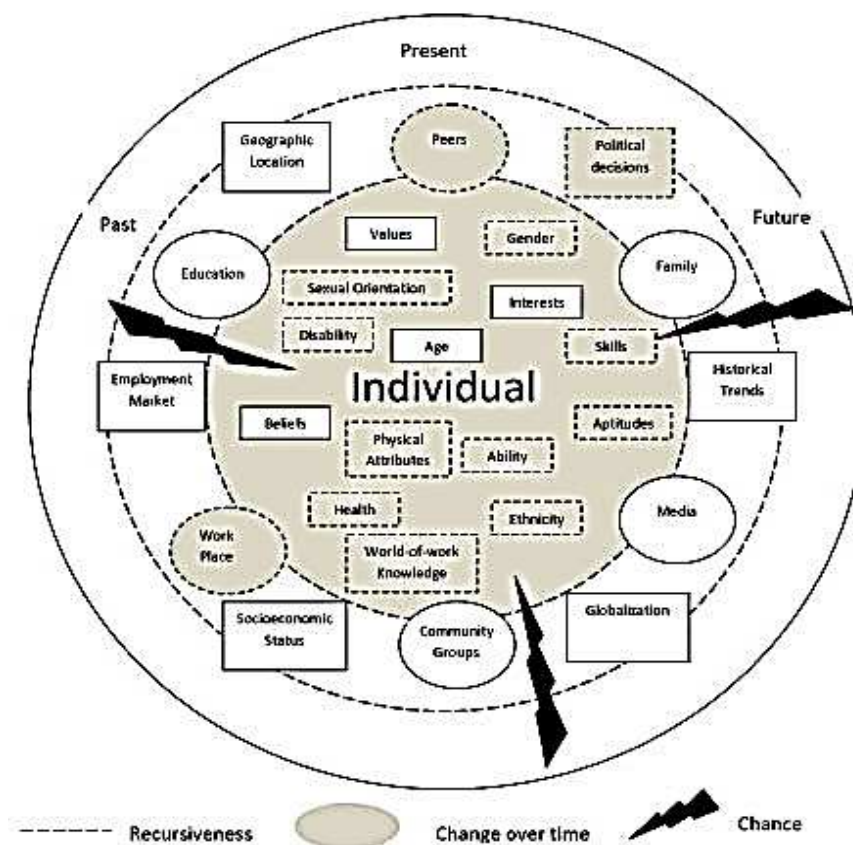 Present
Geographic
Location
Peers
Political
decisions
Past
Future
Values
Gender
Education
Family
Sexual Orientation
Interests
Disability
Age
Skills
Employment
Market
Individual
Historical
Trends
Beliefs
Physical
Attributes
Aptitudes
Ability
Health
Ethnicity
Media
Work
Place
World-of-work
Knowledge
Socioeconomic
Status
Community
Groups
Globalization
Recursiveness
Change over time
Chance